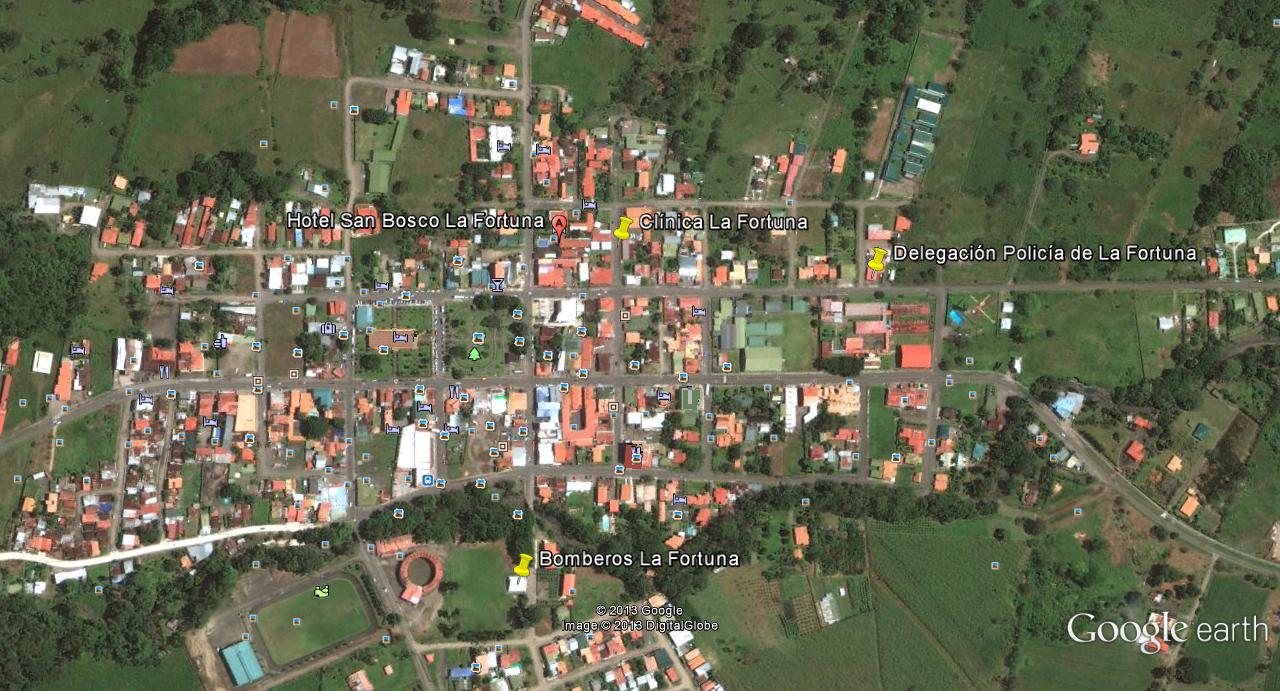 Hotel San Bosco La Fortuna
A
Clínica La Fortuna
Delegación Policía de La Fortuna
Bomberos La Fortuna
© 2013 Google
Image © 2013 DigitalGlobe
Google earth